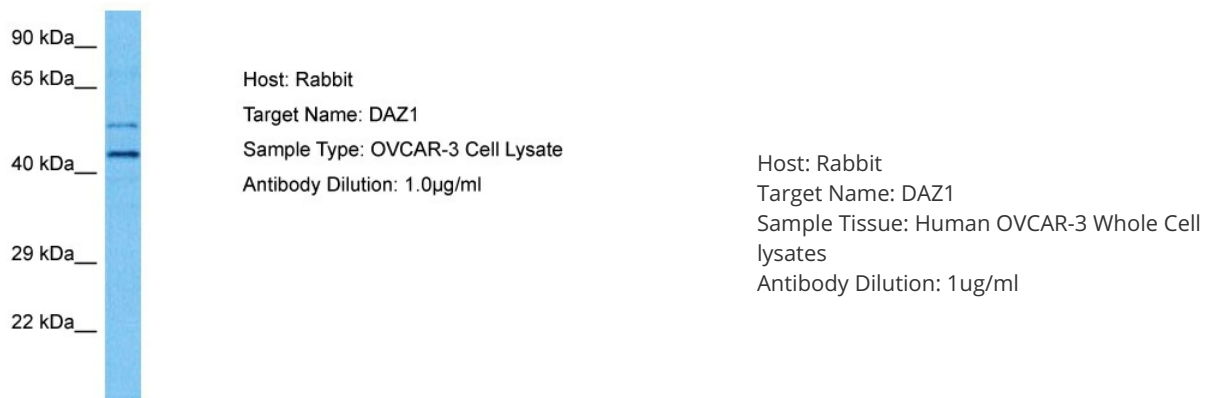 90 kDa__
65 kDa__
40 kDa__
29 kDa__
22 kDa__
Host: Rabbit
Target Name: DAZ1
Sample Type: OVCAR-3 Cell Lysate
Antibody Dilution: 1.0µg/ml
Host: Rabbit
Target Name: DAZ1
Sample Tissue: Human OVCAR-3 Whole Cell
lysates
Antibody Dilution: 1ug/ml